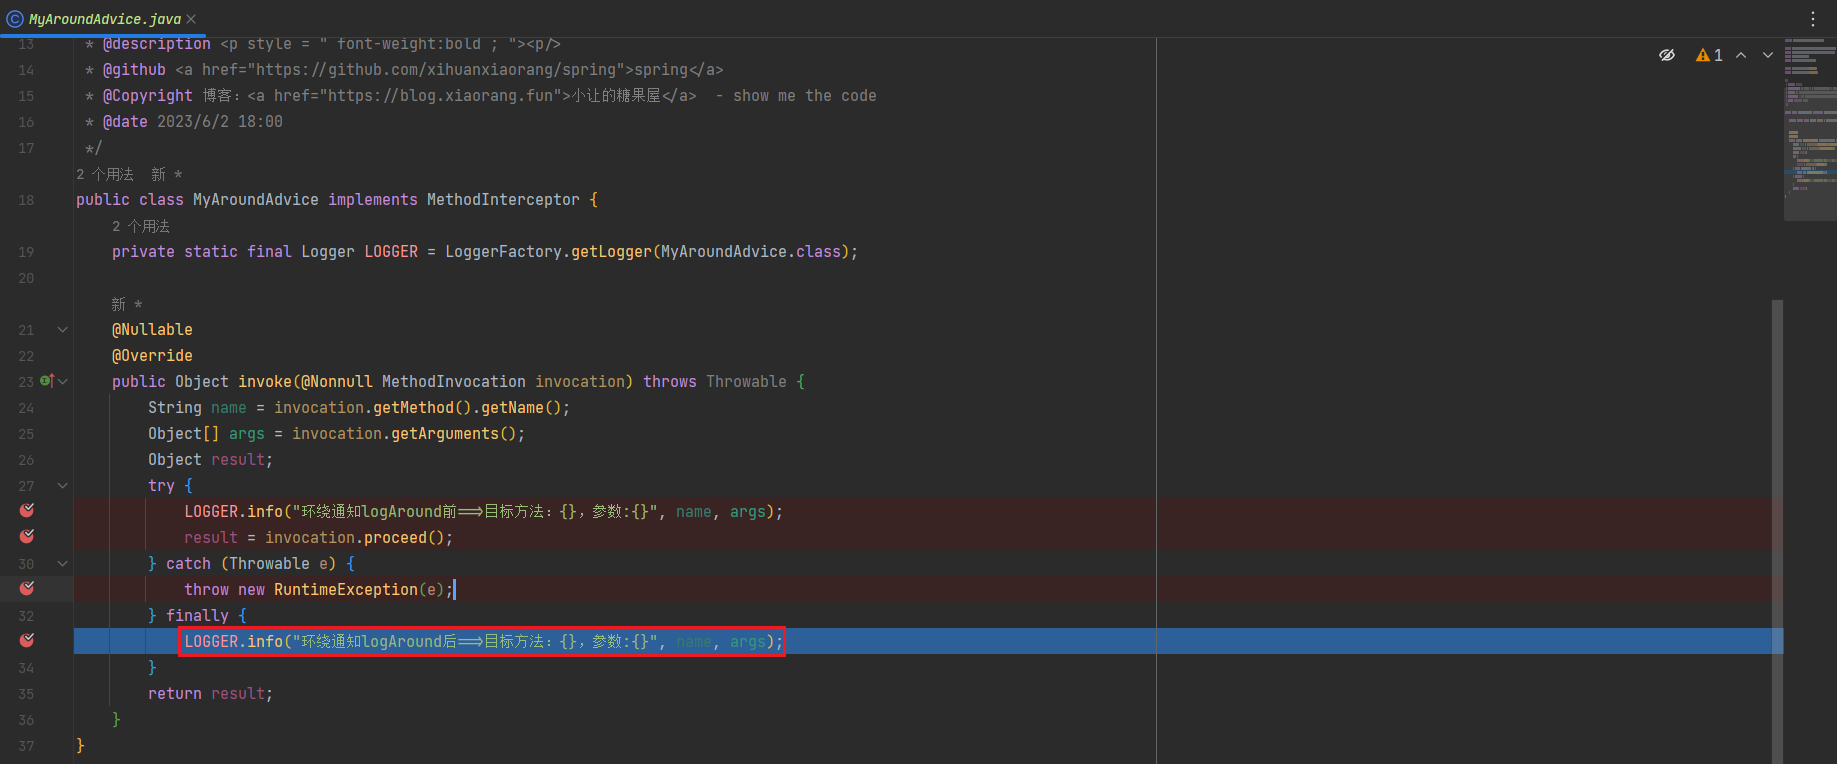 MyAroundAdvice.java
1
13 * @description <p style = " font-weight:bold ; "><p/>
14 * @github <a href="https://github.com/xihuanxiaorang/spring">spring</a>
15 * @Copyright 博客：<a href="https://blog.xiaorang.fun">小让的糖果屋</a>  - show me the code
16 * @date 2023/6/2 18:00
17 */
2 个用法 新 *
18 public class MyAroundAdvice implements MethodInterceptor {
2 个用法
19 private static final Logger LOGGER = LoggerFactory.getLogger(MyAroundAdvice.class);
20
新 *
21 @Nullable
22 @Override
23 public Object invoke(@Nonnull MethodInvocation invocation) throws Throwable {
24 String name = invocation.getMethod().getName();
25 Object[] args = invocation.getArguments();
26 Object result;
27 try {
LOGGER.info("环绕通知logAround前==>目标方法：{}，参数:{}", name, args);
result = invocation.proceed();
30 } catch (Throwable e) {
throw new RuntimeException(e);
32 } finally {
LOGGER.info("环绕通知logAround后==>目标方法：{}，参数:{}", name, args);
34 }
35 return result;
36 }
37 }